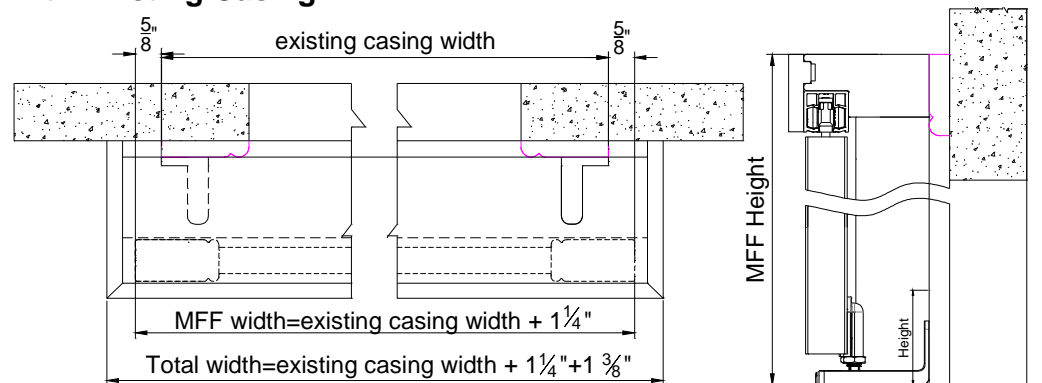 existing casing width
5/8"
5/8"
MFF width=existing casing width + 1¼"
Total width=existing casing width + 1¼"+1 ⅜"
MFF Height
Height